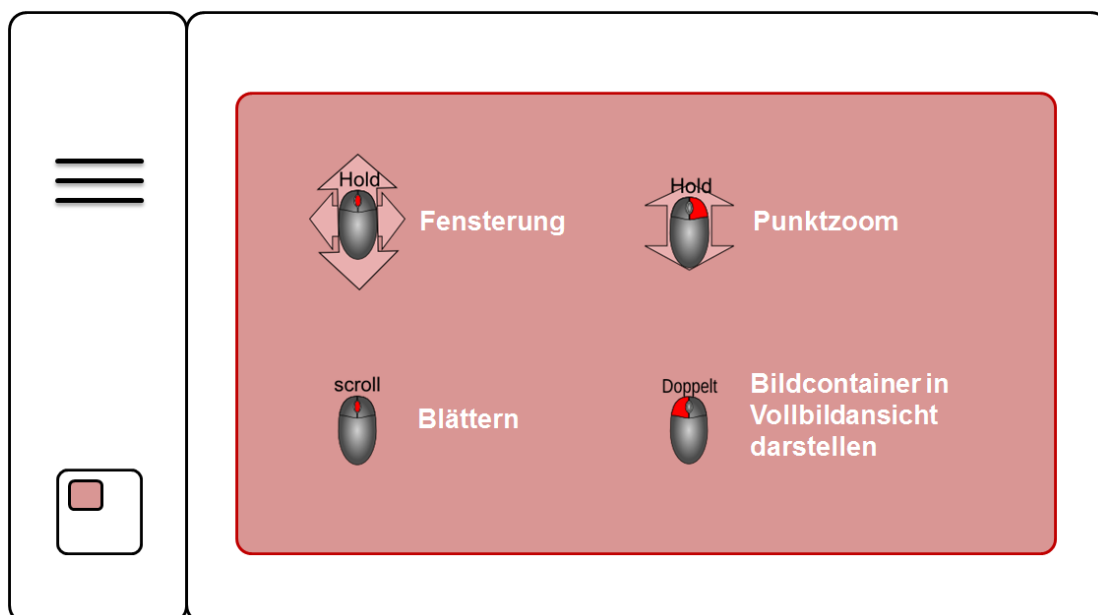 Hold
Fensterung
Hold
Punktzoom
scroll
Blättern
Doppelt
Bildcontainer in
Vollbildansicht
darstellen